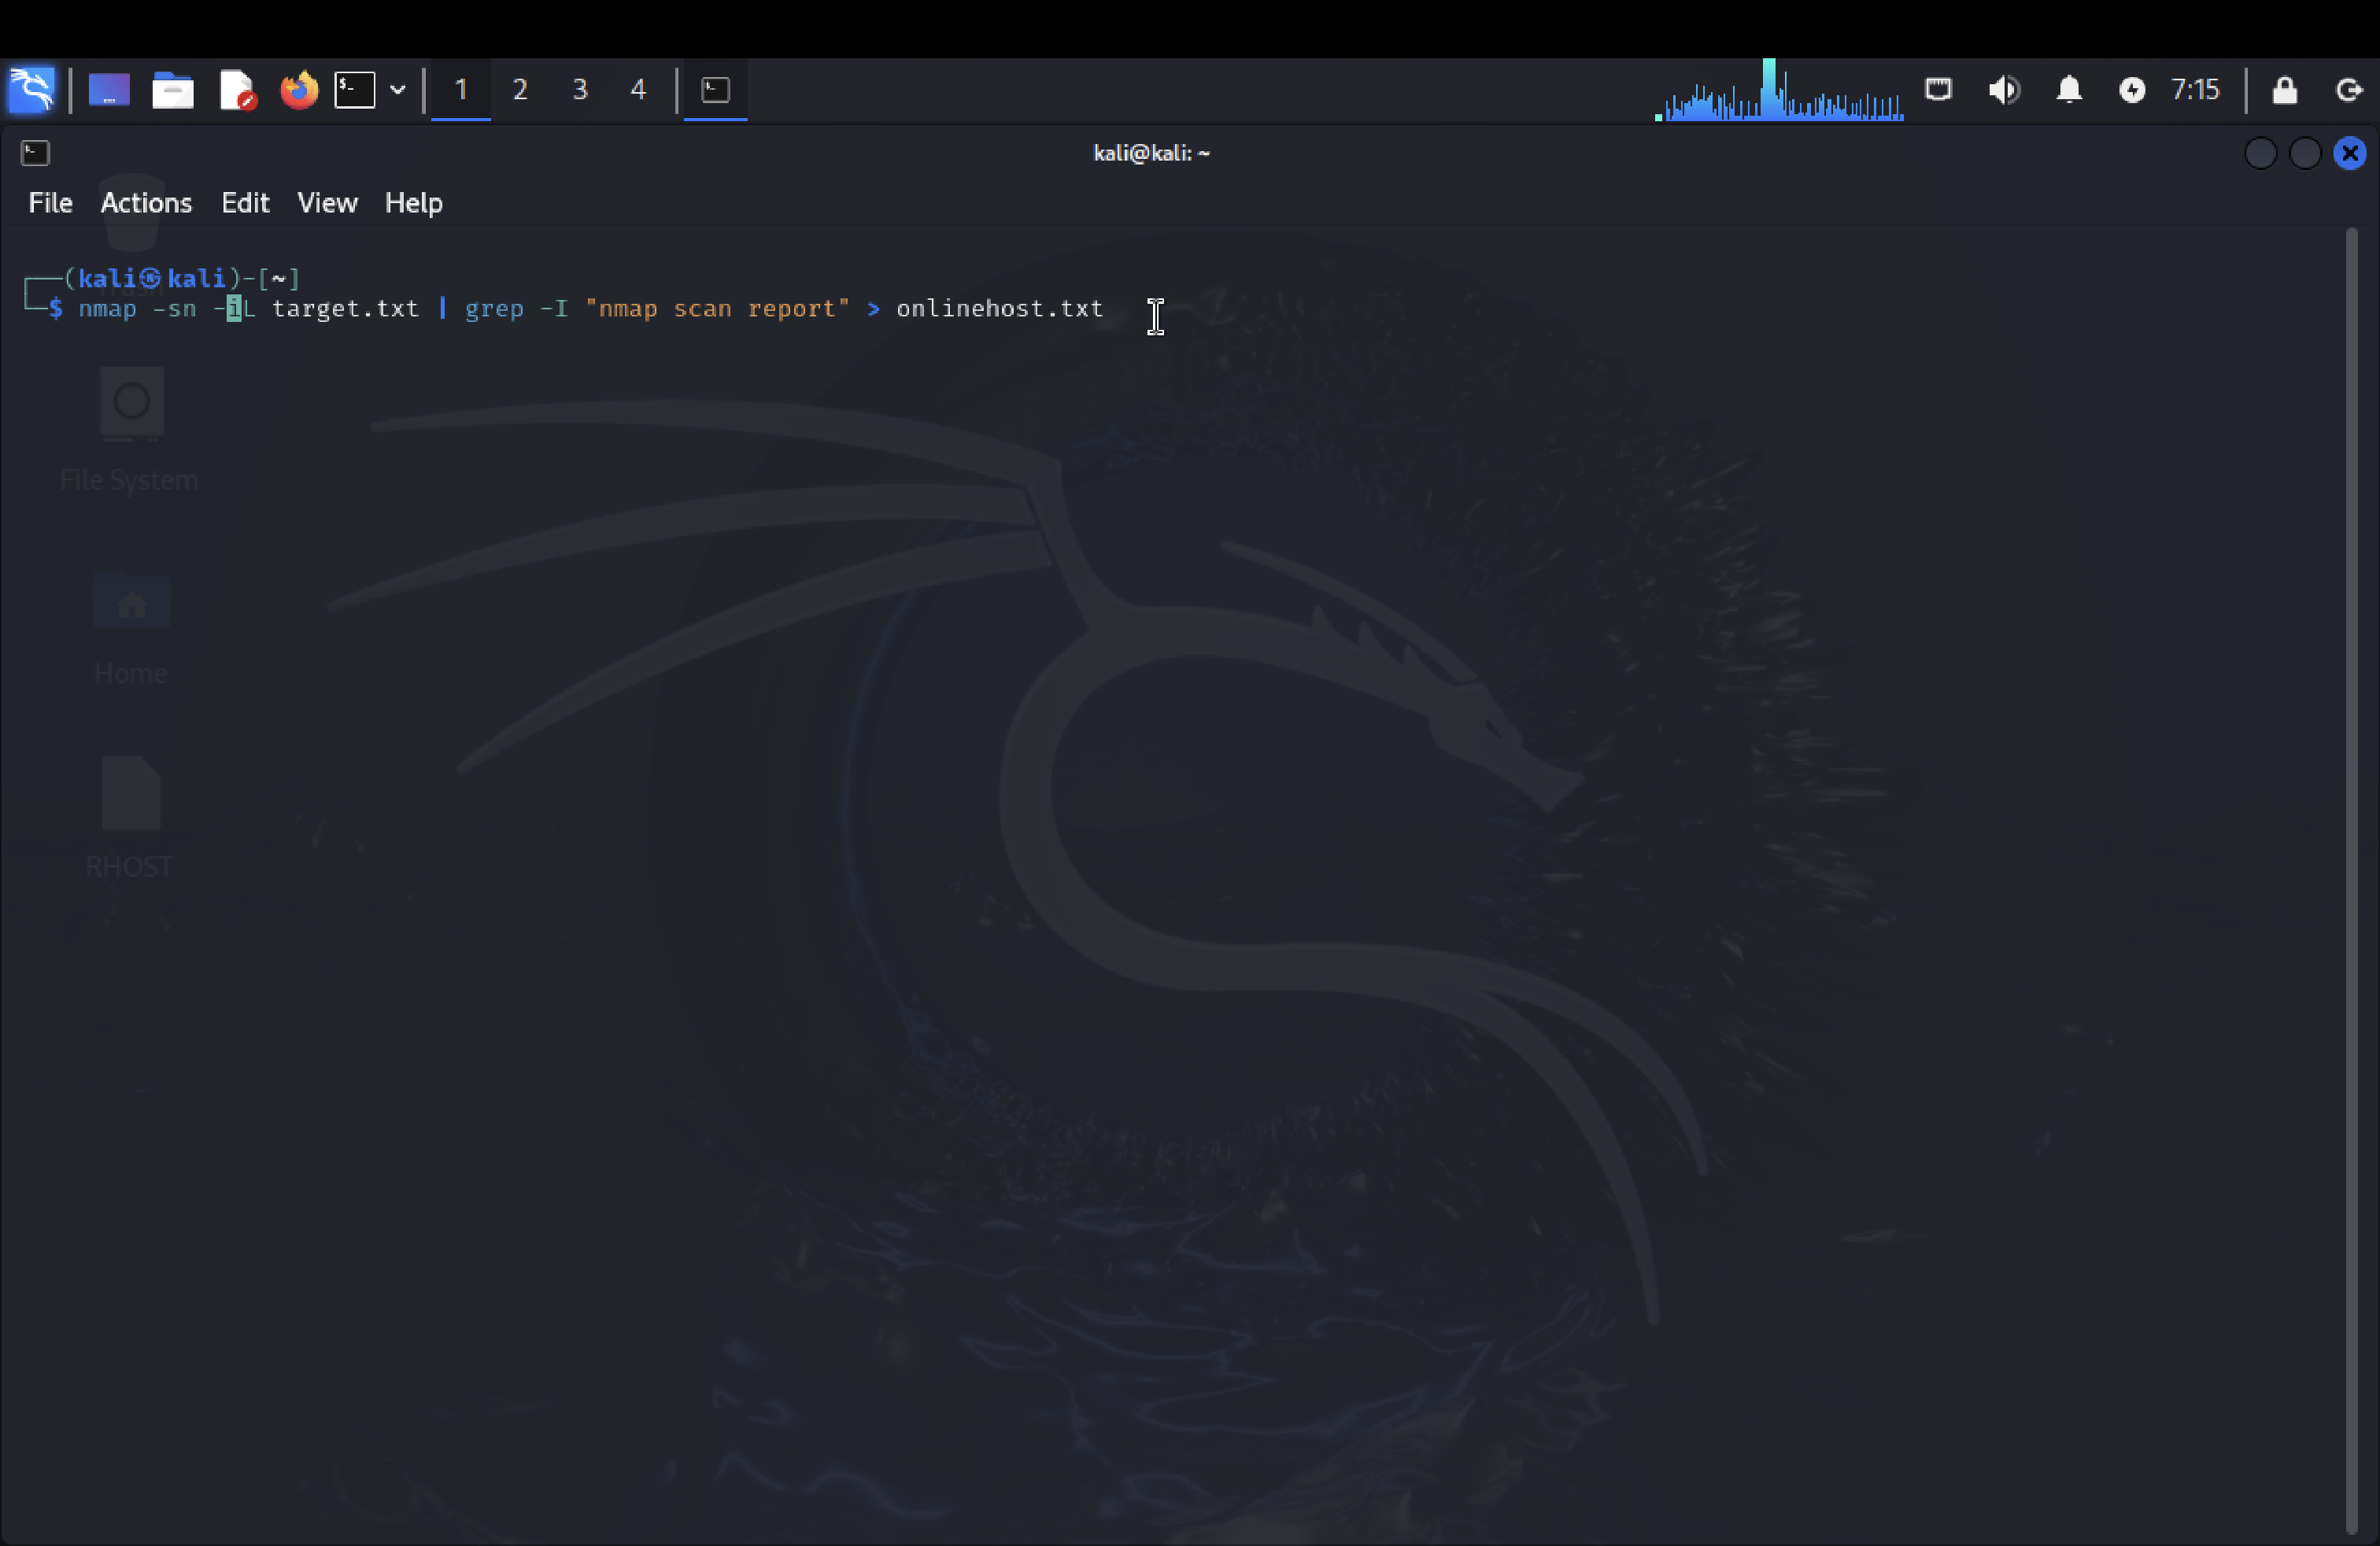 1 2 3 4 7:15
kali@kali: ~
File Actions Edit View Help
┌──(kali㉿kali)-[~]
└─$ nmap -sn -iL target.txt | grep -I "nmap scan report" > onlinehost.txt
File System
Home
RHOST